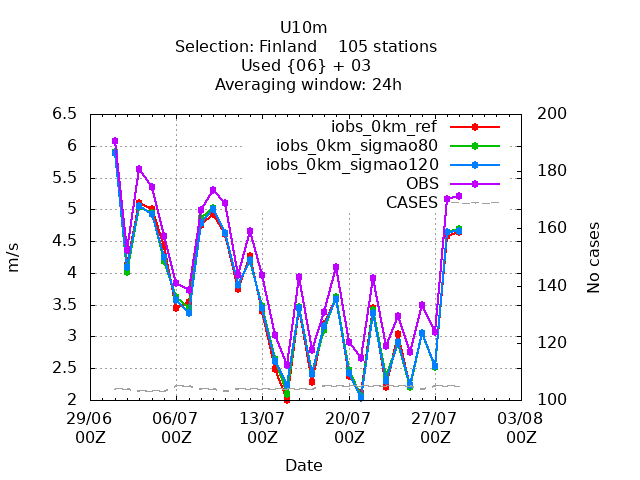 U10m
Selection: Finland 105 stations
Used {06} + 03
Averaging window: 24h
iobs_0km_ref
iobs_0km_sigmao80
iobs_0km_sigmao120
OBS
CASES
m/s
6.5
6
5.5
5
4.5
4
3.5
3
2.5
2
No cases
200
180
160
140
120
100
29/06 06/07 13/07 20/07 27/07 03/08
00Z 00Z 00Z 00Z 00Z 00Z
Date